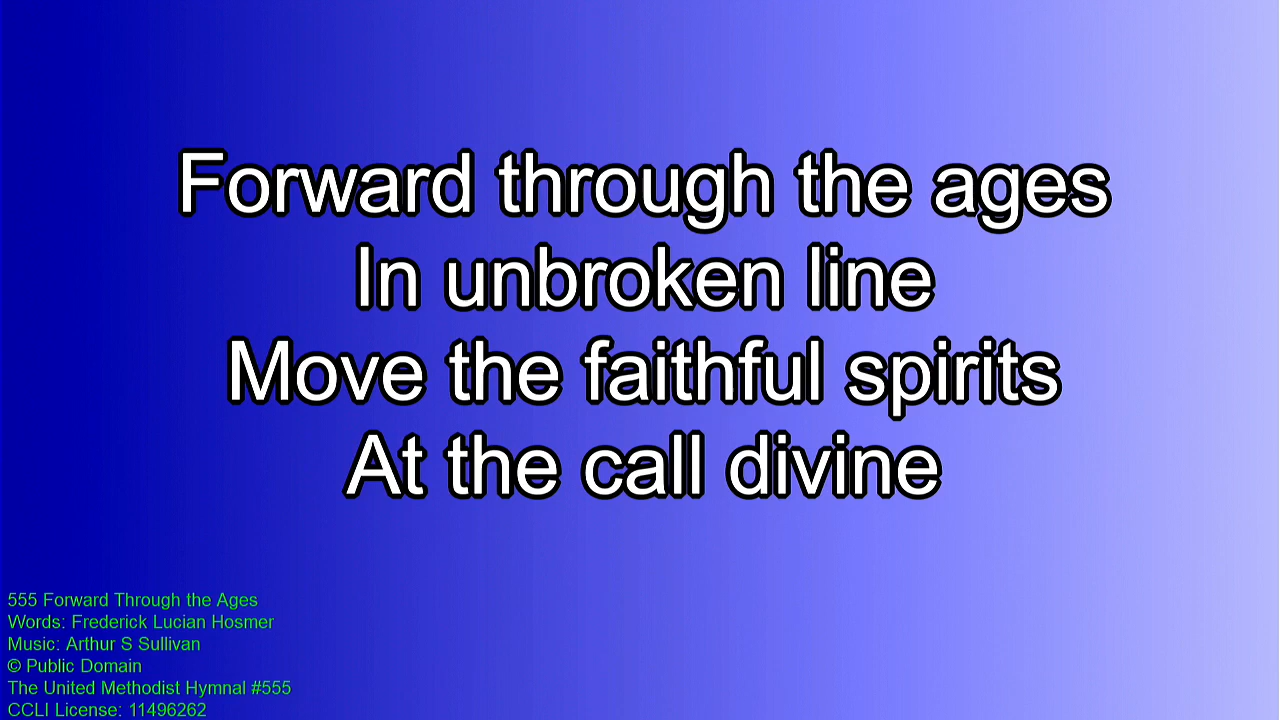 Forward through the ages
In unbroken line
Move the faithful spirits
At the call divine
555 Forward Through the Ages
Words: Frederick Lucian Hosmer
Music: Arthur S Sullivan
© Public Domain
The United Methodist Hymnal #555
CCLI License: 11496262